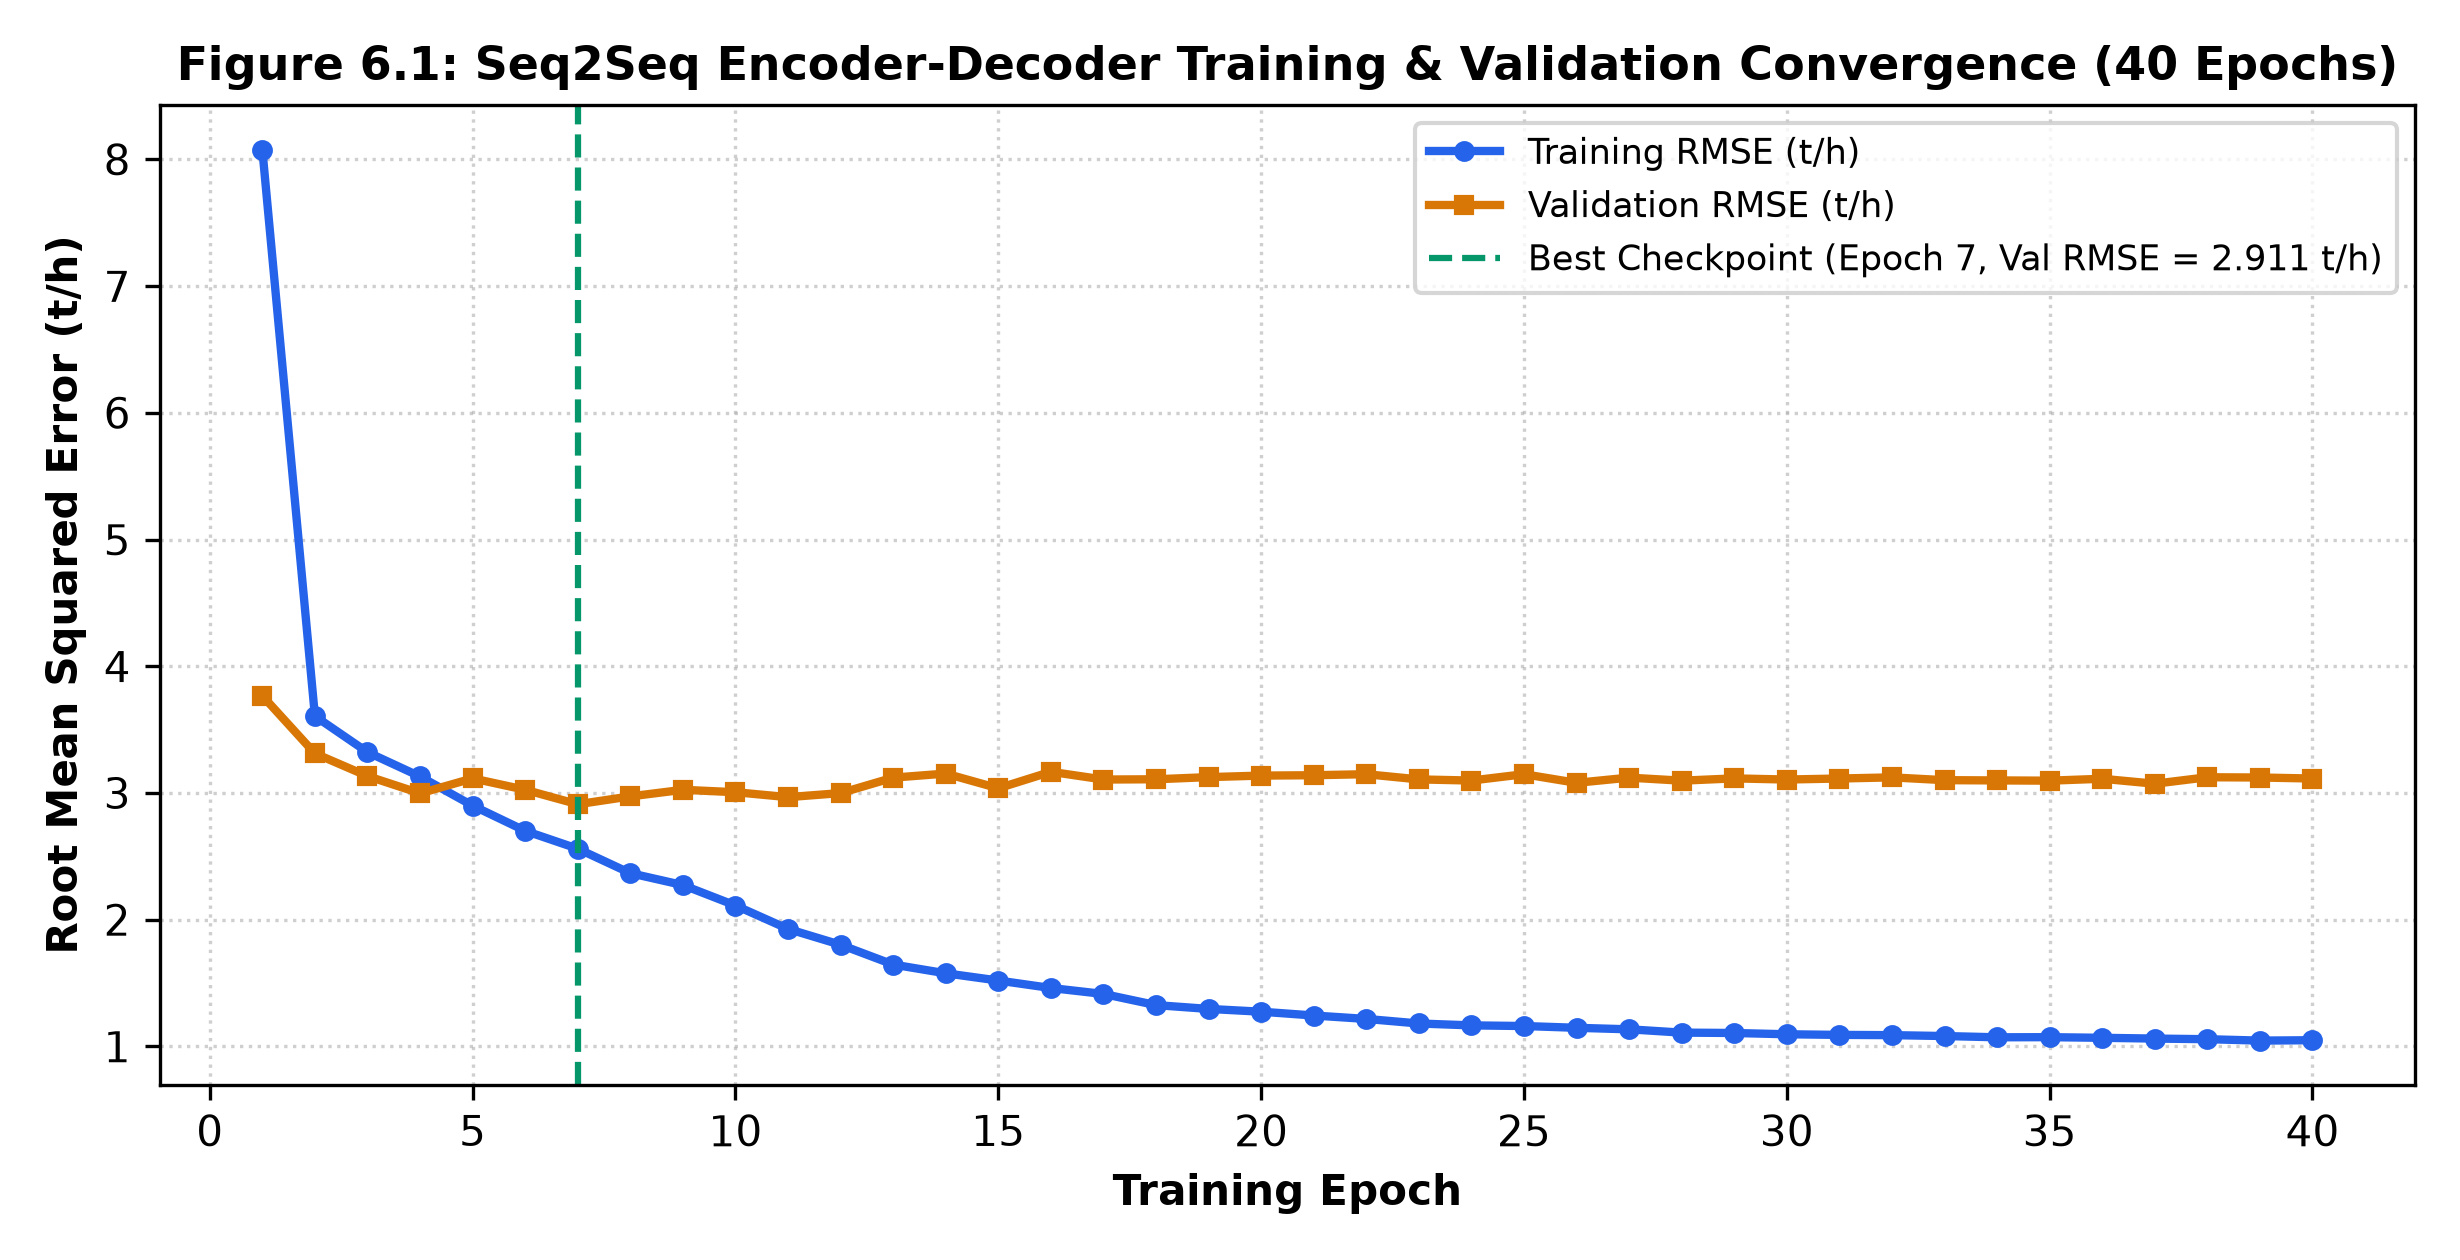 Figure 6.1: Seq2Seq Encoder-Decoder Training & Validation Convergence (40 Epochs)
Training RMSE (t/h)
Validation RMSE (t/h)
Best Checkpoint (Epoch 7, Val RMSE = 2.911 t/h)
Root Mean Squared Error (t/h)
8
7
6
5
4
3
2
1
0 5 10 15 20 25 30 35 40
Training Epoch